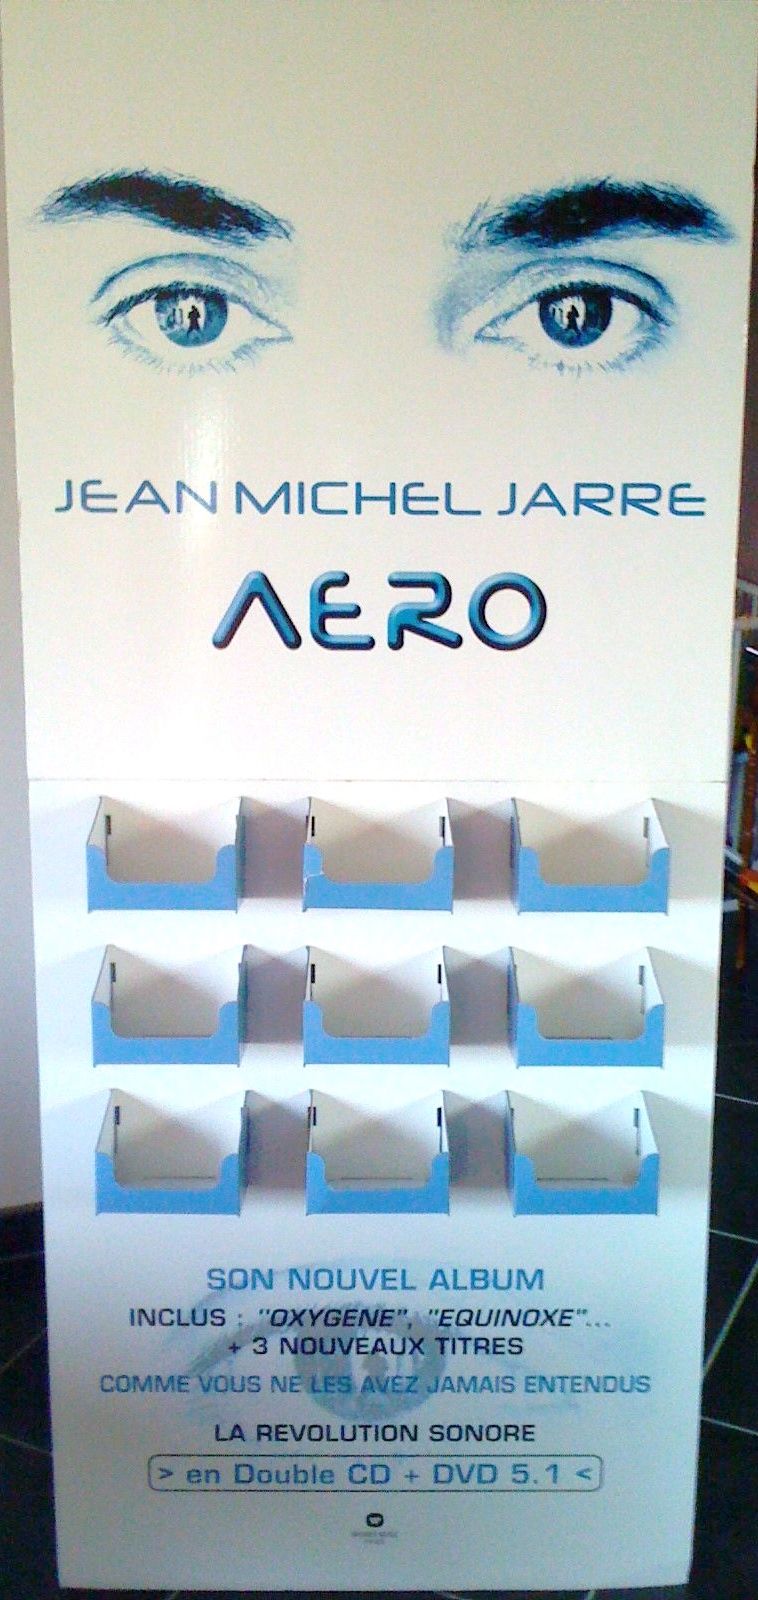 JEAN MICHEL JARRE
AERO
SON NOUVEL ALBUM
INCLUS : "OXYGENE", "EQUINOXE"...
+ 3 NOUVEAUX TITRES
COMME VOUS NE LES AVEZ JAMAIS ENTENDUS
LA REVOLUTION SONORE
> en Double CD + DVD 5.1 <